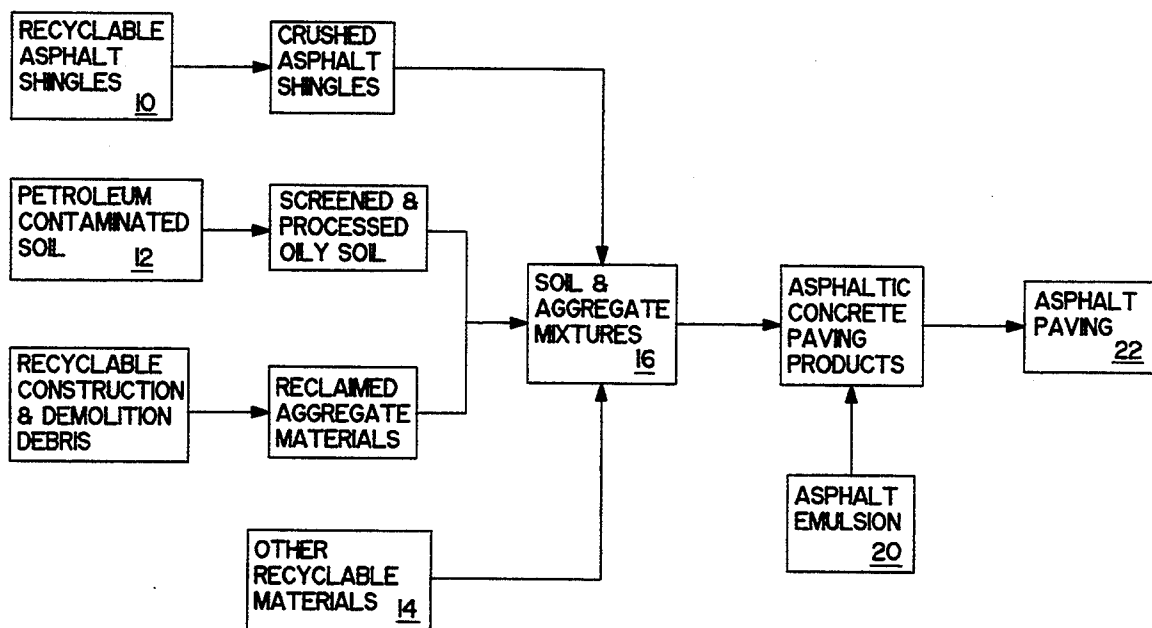 RECYCLABLE
ASPHALT
SHINGLES
10
CRUSHED
ASPHALT
SHINGLES
PETROLEUM
CONTAMINATED
SOIL
12
SCREENED &
PROCESSED
OILY SOIL
SOIL &
AGGREGATE
MIXTURES
16
ASPHALTIC
CONCRETE
PAVING
PRODUCTS
ASPHALT
PAVING
22
RECYCLABLE
CONSTRUCTION
& DEMOLITION
DEBRIS
RECLAIMED
AGGREGATE
MATERIALS
ASPHALT
EMULSION
20
OTHER
RECYCLABLE
MATERIALS
14